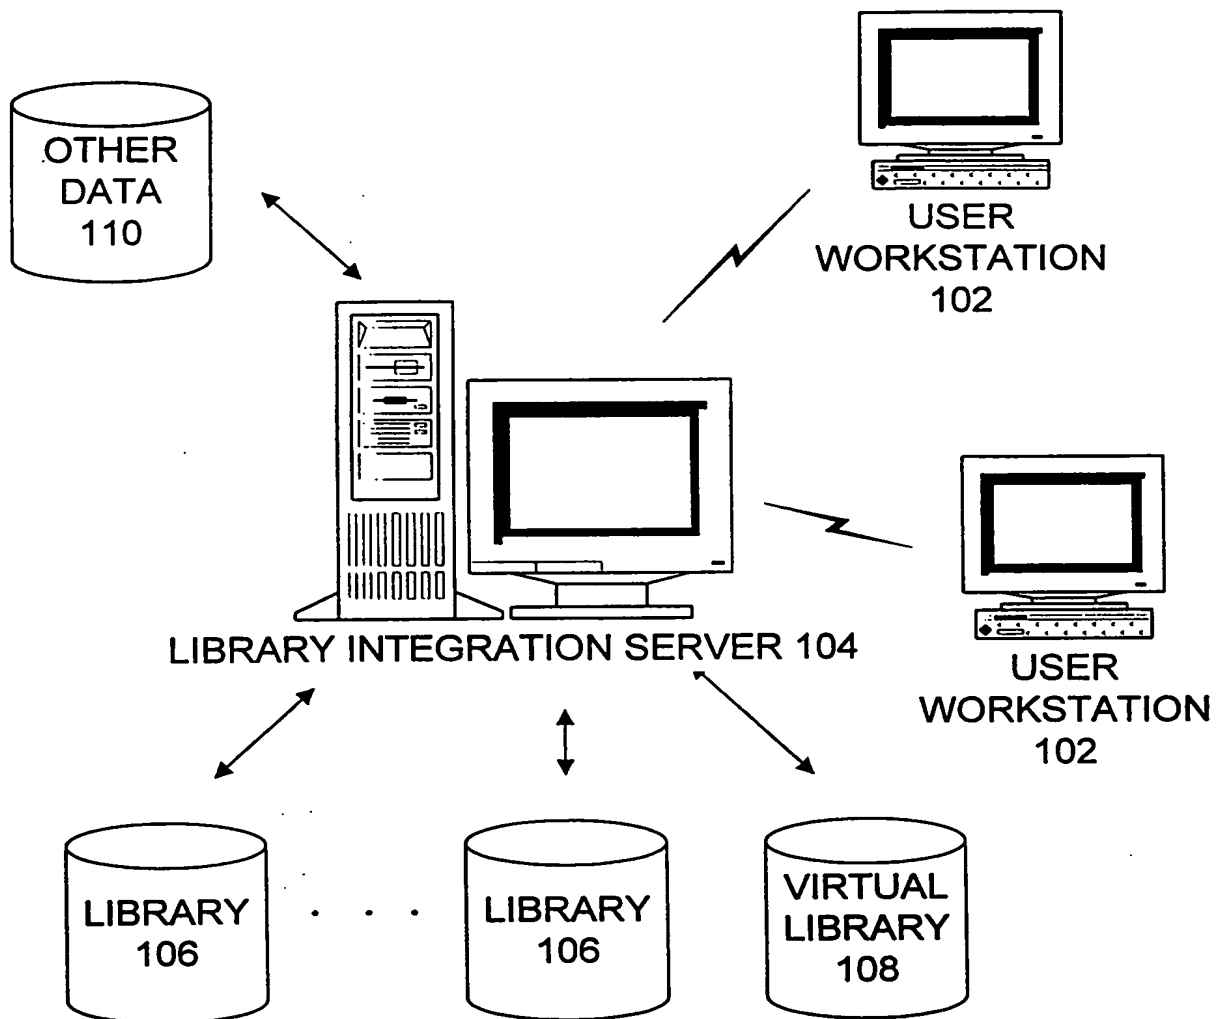 OTHER
DATA
110
USER
WORKSTATION
102
LIBRARY INTEGRATION SERVER 104
USER
WORKSTATION
102
LIBRARY
106
. . .
LIBRARY
106
VIRTUAL
LIBRARY
108